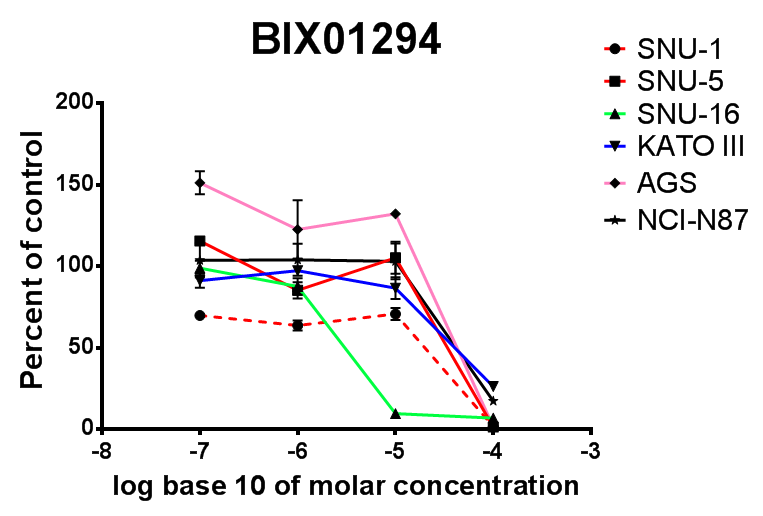 BIX01294
SNU-1
SNU-5
SNU-16
KATO III
AGS
NCI-N87
Percent of control
200
150
100
50
0
-8 -7 -6 -5 -4 -3
log base 10 of molar concentration